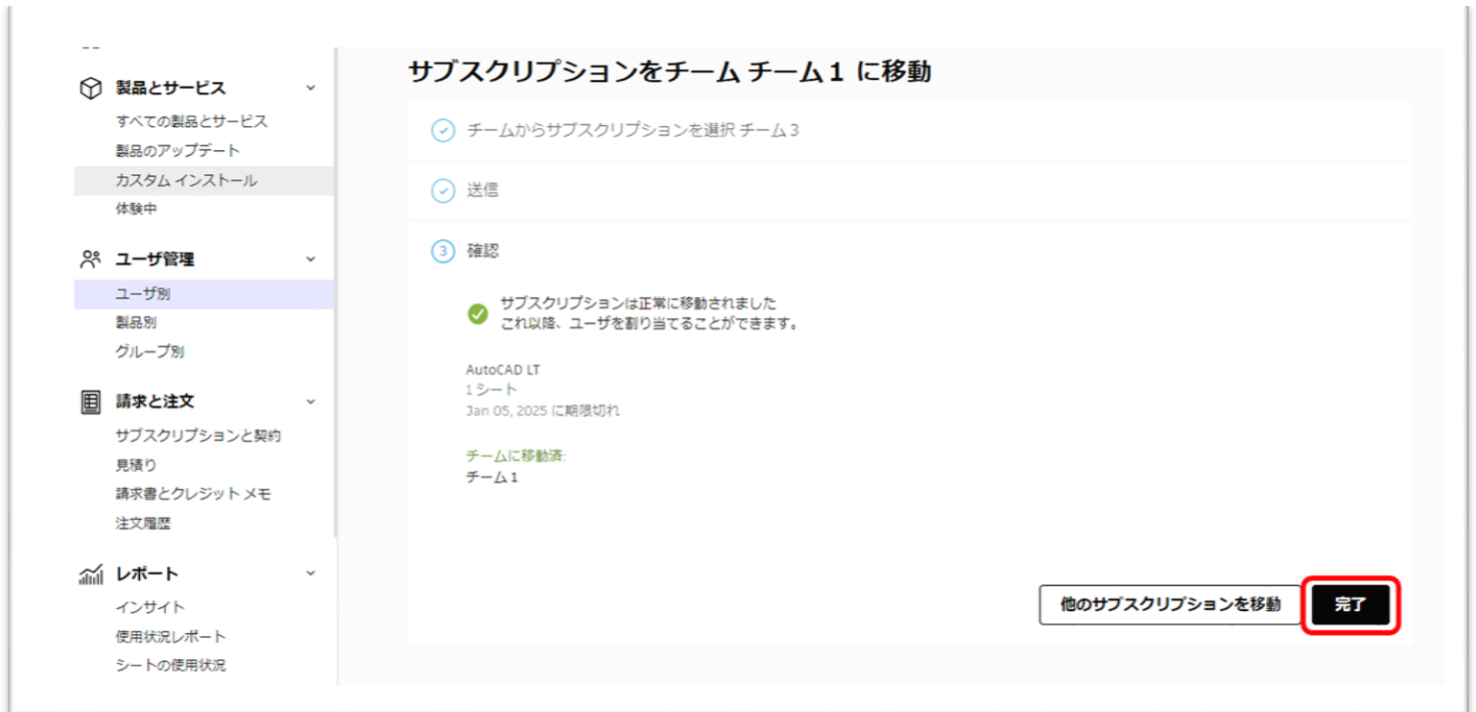 製品とサービス
すべての製品とサービス
製品のアップデート
カスタム インストール
体験中
ユーザ管理
ユーザ別
製品別
グループ別
請求と注文
サブスクリプションと契約
見積り
請求書とクレジット メモ
注文履歴
レポート
インサイト
使用状況レポート
シートの使用状況
サブスクリプションをチーム チーム１ に移動
チームからサブスクリプションを選択 チーム３
送信
3 確認
サブスクリプションは正常に移動されました
これ以降、ユーザを割り当てることができます。
AutoCAD LT
1 シート
Jan 05, 2025 に期限切れ
チームに移動済:
チーム１
他のサブスクリプションを移動
完了